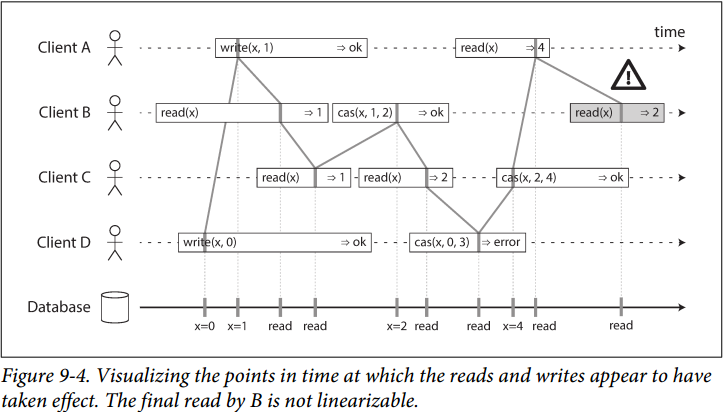 time
Client A write(x, 1) ⇒ ok read(x) ⇒ 4
Client B read(x) ⇒ 1 cas(x, 1, 2) ⇒ ok read(x) ⇒ 2
Client C read(x) ⇒ 1 read(x) ⇒ 2 cas(x, 2, 4) ⇒ ok
Client D write(x, 0) ⇒ ok cas(x, 0, 3) ⇒ error
Database
x=0 x=1 read read x=2 read read x=4 read read
Figure 9-4. Visualizing the points in time at which the reads and writes appear to have
taken effect. The final read by B is not linearizable.